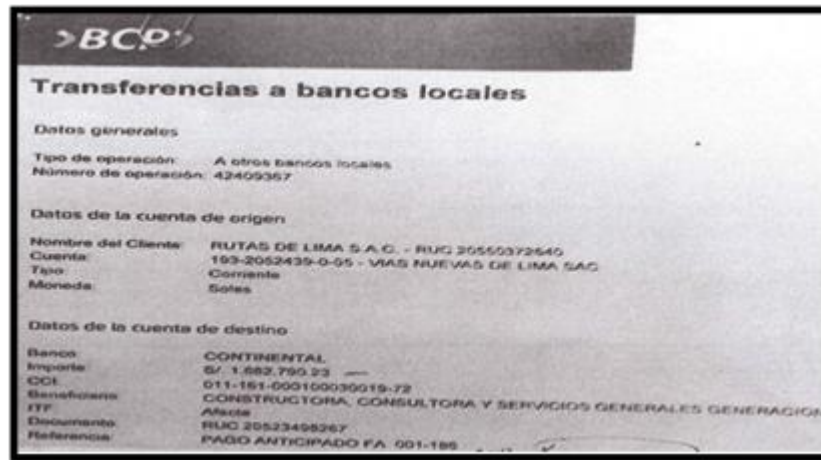 >BCP>
Transferencias a bancos locales
Datos generales
Tipo de operación: A otros bancos locales
Número de operación: 42409367
Datos de la cuenta de origen
Nombre del Cliente: RUTAS DE LIMA S.A.C. - RUC 20550372640
Cuenta: 193-2052439-0-05 - VIAS NUEVAS DE LIMA SAC
Tipo: Corriente
Moneda: Soles
Datos de la cuenta de destino
Banco: CONTINENTAL
Importe: S/. 1.682.790.23
CCI: 011-161-000100030019-72
Beneficiario: CONSTRUCTORA, CONSULTORA Y SERVICIOS GENERALES GENERACION
ITF: Afecta
Documento: RUC 20523498267
Referencia: PAGO ANTICIPADO FA. 001-186